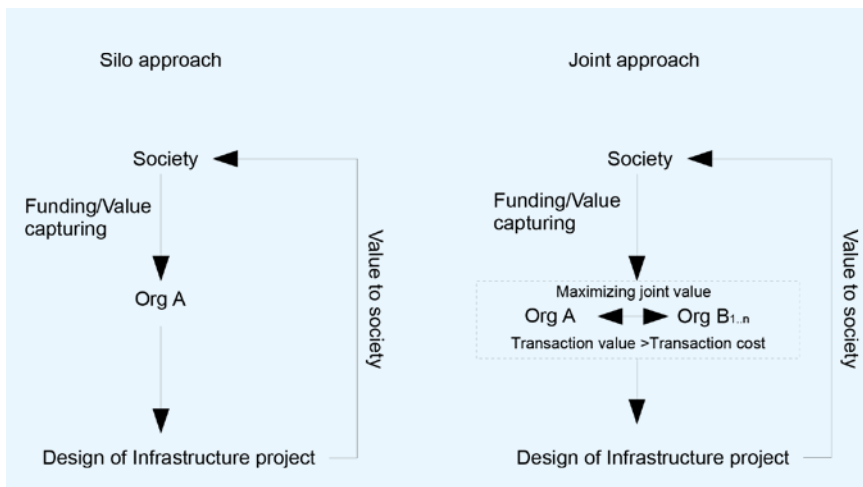 Silo approach
Society
Funding/Value
capturing
Org A
Design of Infrastructure project
Value to society
Joint approach
Society
Funding/Value
capturing
Maximizing joint value
Org A
Org B1..n
Transaction value >Transaction cost
Design of Infrastructure project
Value to society